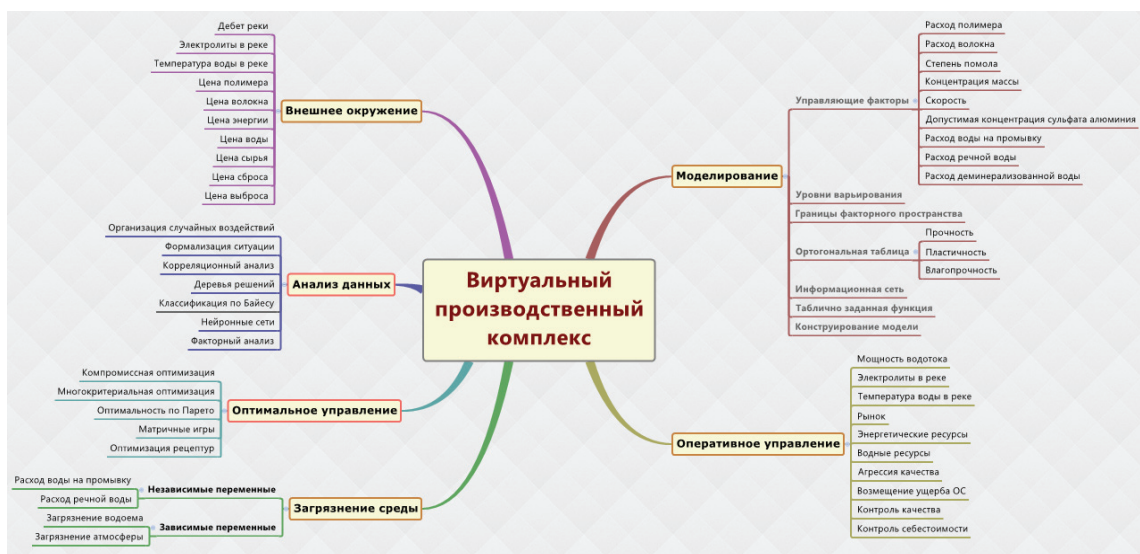 Виртуальный
производственный
комплекс
Внешнее окружение
Дебет реки
Электролиты в реке
Температура воды в реке
Цена полимера
Цена волокна
Цена энергии
Цена воды
Цена сырья
Цена сброса
Цена выброса
Анализ данных
Организация случайных воздействий
Формализация ситуации
Корреляционный анализ
Деревья решений
Классификация по Байесу
Нейронные сети
Факторный анализ
Оптимальное управление
Компромиссная оптимизация
Многокритериальная оптимизация
Оптимальность по Парето
Матричные игры
Оптимизация рецептур
Загрязнение среды
Независимые переменные
Расход воды на промывку
Расход речной воды
Зависимые переменные
Загрязнение водоема
Загрязнение атмосферы
Моделирование
Управляющие факторы
Расход полимера
Расход волокна
Степень помола
Концентрация массы
Скорость
Допустимая концентрация сульфата алюминия
Расход воды на промывку
Расход речной воды
Расход деминерализованной воды
Уровни варьирования
Границы факторного пространства
Ортогональная таблица
Прочность
Пластичность
Влагопрочность
Информационная сеть
Таблично заданная функция
Конструирование модели
Оперативное управление
Мощность водотока
Электролиты в реке
Температура воды в реке
Рынок
Энергетические ресурсы
Водные ресурсы
Агрессия качества
Возмещение ущерба ОС
Контроль качества
Контроль себестоимости